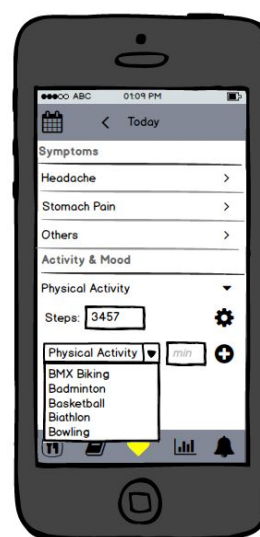 ABC 01:09 PM
< Today
Symptoms
Headache >
Stomach Pain >
Others >
Activity & Mood
Physical Activity
Steps: 3457
Physical Activity min
BMX Biking
Badminton
Basketball
Biathlon
Bowling